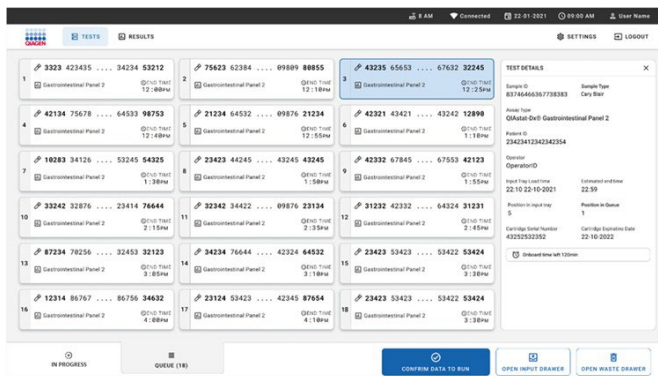 8 AM Connected 22-01-2021 09:00 AM User Name
QIAGEN TESTS RESULTS SETTINGS LOGOUT
1 3323 423435 .... 34234 53212
Gastrointestinal Panel 2 END TIME 12:00PM
2 75623 62384 .... 09809 80855
Gastrointestinal Panel 2 END TIME 12:10PM
3 43235 65653 .... 67632 32245
Gastrointestinal Panel 2 END TIME 12:25PM
4 42134 75678 .... 64533 98753
Gastrointestinal Panel 2 END TIME 12:40PM
5 21234 64532 .... 09876 21234
Gastrointestinal Panel 2 END TIME 12:55PM
6 42321 43421 .... 43242 12890
Gastrointestinal Panel 2 END TIME 1:10PM
7 10283 34126 .... 53245 54325
Gastrointestinal Panel 2 END TIME 1:30PM
8 23423 44245 .... 43245 43245
Gastrointestinal Panel 2 END TIME 1:50PM
9 42332 67845 .... 67553 42123
Gastrointestinal Panel 2 END TIME 1:55PM
10 33242 32876 .... 23414 76644
Gastrointestinal Panel 2 END TIME 2:15PM
11 32342 34422 .... 09876 23134
Gastrointestinal Panel 2 END TIME 2:30PM
12 31232 42332 .... 64324 31231
Gastrointestinal Panel 2 END TIME 2:45PM
13 87234 70256 .... 32453 32123
Gastrointestinal Panel 2 END TIME 3:05PM
14 34234 76644 .... 42324 64532
Gastrointestinal Panel 2 END TIME 3:10PM
15 23423 53423 .... 53422 53424
Gastrointestinal Panel 2 END TIME 3:30PM
16 12314 86767 .... 86756 34632
Gastrointestinal Panel 2 END TIME 4:00PM
17 23124 53423 .... 42345 87654
Gastrointestinal Panel 2 END TIME 4:10PM
18 23423 53423 .... 53422 53424
Gastrointestinal Panel 2 END TIME 3:30PM
TEST DETAILS
Sample ID Sample Type
83746466367738383 Cary Blair
Assay Type
QIAstat-Dx® Gastrointestinal Panel 2
Patient ID
23423412342342354
Operator
OperatorID
Input Tray Load time Estimated end time
22:10 22-10-2021 22:59
Position in input tray Position in Queue
5 1
Cartridge Serial Number Cartridge Expiration Date
43252532352 22-10-2022
Onboard time left 120min
IN PROGRESS QUEUE (18) CONFRIM DATA TO RUN OPEN INPUT DRAWER OPEN WASTE DRAWER